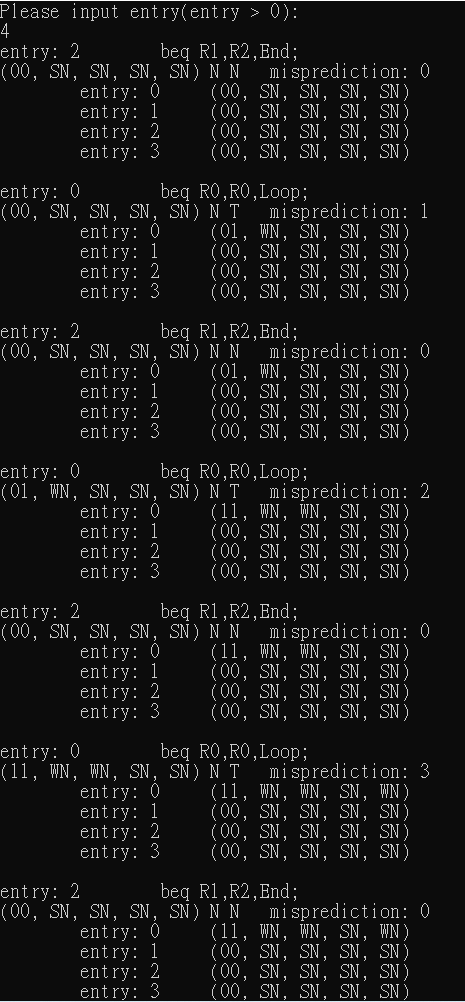 Please input entry(entry > 0):
4
entry: 2 beq R1,R2,End;
(00, SN, SN, SN, SN) N N misprediction: 0
entry: 0 (00, SN, SN, SN, SN)
entry: 1 (00, SN, SN, SN, SN)
entry: 2 (00, SN, SN, SN, SN)
entry: 3 (00, SN, SN, SN, SN)
entry: 0 beq R0,R0,Loop;
(00, SN, SN, SN, SN) N T misprediction: 1
entry: 0 (01, WN, SN, SN, SN)
entry: 1 (00, SN, SN, SN, SN)
entry: 2 (00, SN, SN, SN, SN)
entry: 3 (00, SN, SN, SN, SN)
entry: 2 beq R1,R2,End;
(00, SN, SN, SN, SN) N N misprediction: 0
entry: 0 (01, WN, SN, SN, SN)
entry: 1 (00, SN, SN, SN, SN)
entry: 2 (00, SN, SN, SN, SN)
entry: 3 (00, SN, SN, SN, SN)
entry: 0 beq R0,R0,Loop;
(01, WN, SN, SN, SN) N T misprediction: 2
entry: 0 (11, WN, WN, SN, SN)
entry: 1 (00, SN, SN, SN, SN)
entry: 2 (00, SN, SN, SN, SN)
entry: 3 (00, SN, SN, SN, SN)
entry: 2 beq R1,R2,End;
(00, SN, SN, SN, SN) N N misprediction: 0
entry: 0 (11, WN, WN, SN, SN)
entry: 1 (00, SN, SN, SN, SN)
entry: 2 (00, SN, SN, SN, SN)
entry: 3 (00, SN, SN, SN, SN)
entry: 0 beq R0,R0,Loop;
(11, WN, WN, SN, SN) N T misprediction: 3
entry: 0 (11, WN, WN, SN, WN)
entry: 1 (00, SN, SN, SN, SN)
entry: 2 (00, SN, SN, SN, SN)
entry: 3 (00, SN, SN, SN, SN)
entry: 2 beq R1,R2,End;
(00, SN, SN, SN, SN) N N misprediction: 0
entry: 0 (11, WN, WN, SN, WN)
entry: 1 (00, SN, SN, SN, SN)
entry: 2 (00, SN, SN, SN, SN)
entry: 3 (00, SN, SN, SN, SN)